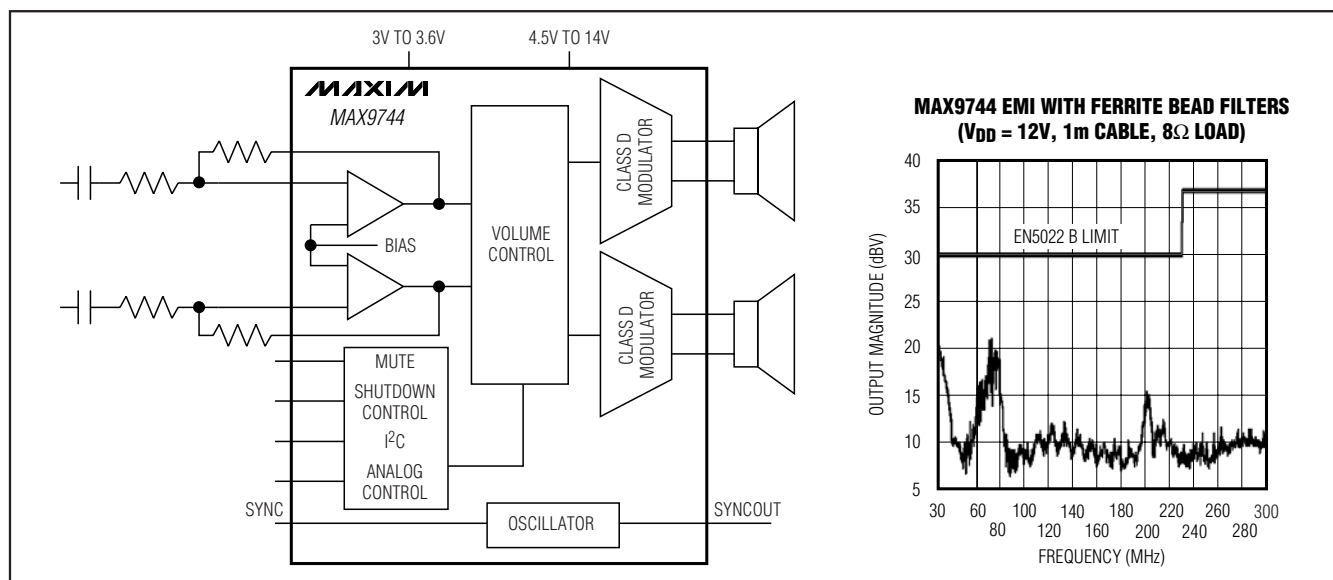 3V TO 3.6V
4.5V TO 14V
MAXIM
MAX9744
BIAS
VOLUME
CONTROL
CLASS D
MODULATOR
CLASS D
MODULATOR
MUTE
SHUTDOWN
CONTROL
I²C
ANALOG
CONTROL
SYNC
OSCILLATOR
SYNCOUT
MAX9744 EMI WITH FERRITE BEAD FILTERS
(VDD = 12V, 1m CABLE, 8Ω LOAD)
OUTPUT MAGNITUDE (dBV)
40
35
30
25
20
15
10
5
EN5022 B LIMIT
30 60 100 140 180 220 260 300
80 120 160 200 240 280
FREQUENCY (MHz)